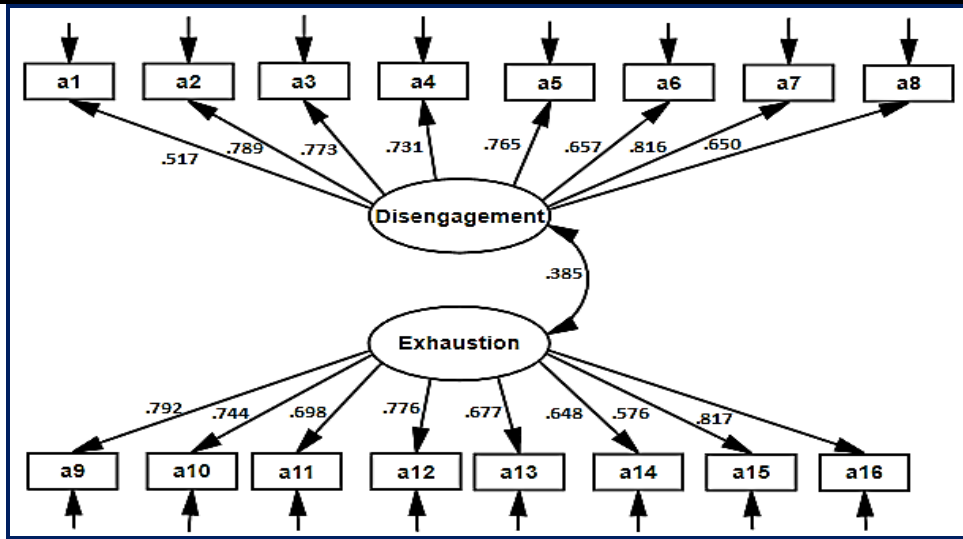 a1 a2 a3 a4 a5 a6 a7 a8
.517 .789 .773 .731 .765 .657 .816 .650
Disengagement
.385
Exhaustion
.792 .744 .698 .776 .677 .648 .576 .817
a9 a10 a11 a12 a13 a14 a15 a16